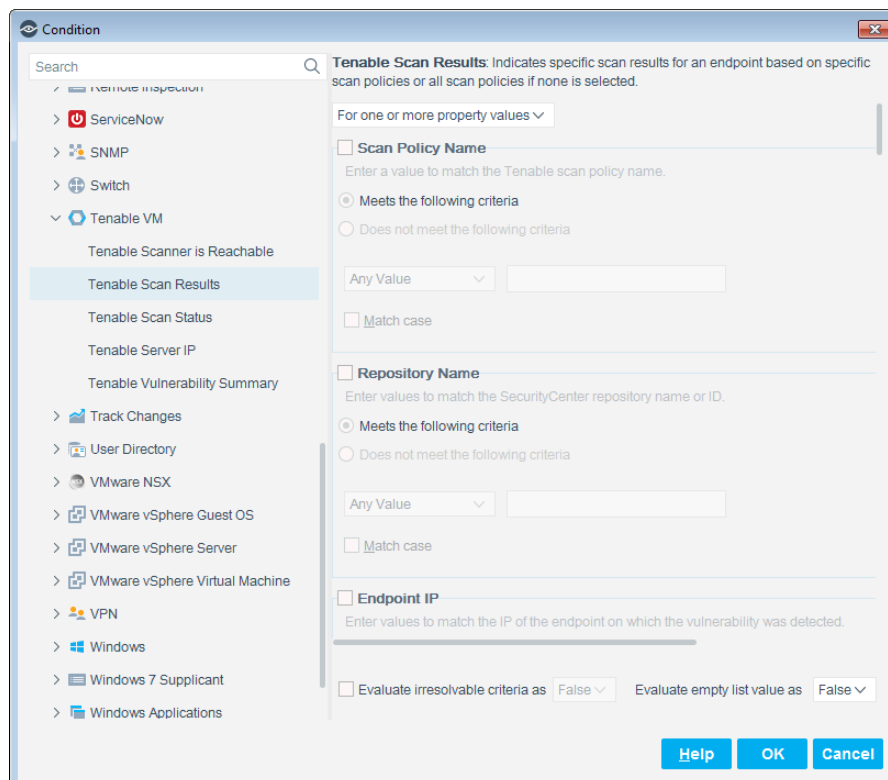 Condition
Search
Remote Inspection
ServiceNow
SNMP
Switch
Tenable VM
Tenable Scanner is Reachable
Tenable Scan Results
Tenable Scan Status
Tenable Server IP
Tenable Vulnerability Summary
Track Changes
User Directory
VMware NSX
VMware vSphere Guest OS
VMware vSphere Server
VMware vSphere Virtual Machine
VPN
Windows
Windows 7 Supplicant
Windows Applications
Tenable Scan Results: Indicates specific scan results for an endpoint based on specific
scan policies or all scan policies if none is selected.
For one or more property values
Scan Policy Name
Enter a value to match the Tenable scan policy name.
Meets the following criteria
Does not meet the following criteria
Any Value
Match case
Repository Name
Enter values to match the SecurityCenter repository name or ID.
Meets the following criteria
Does not meet the following criteria
Any Value
Match case
Endpoint IP
Enter values to match the IP of the endpoint on which the vulnerability was detected.
Evaluate irresolvable criteria as False Evaluate empty list value as False
Help OK Cancel